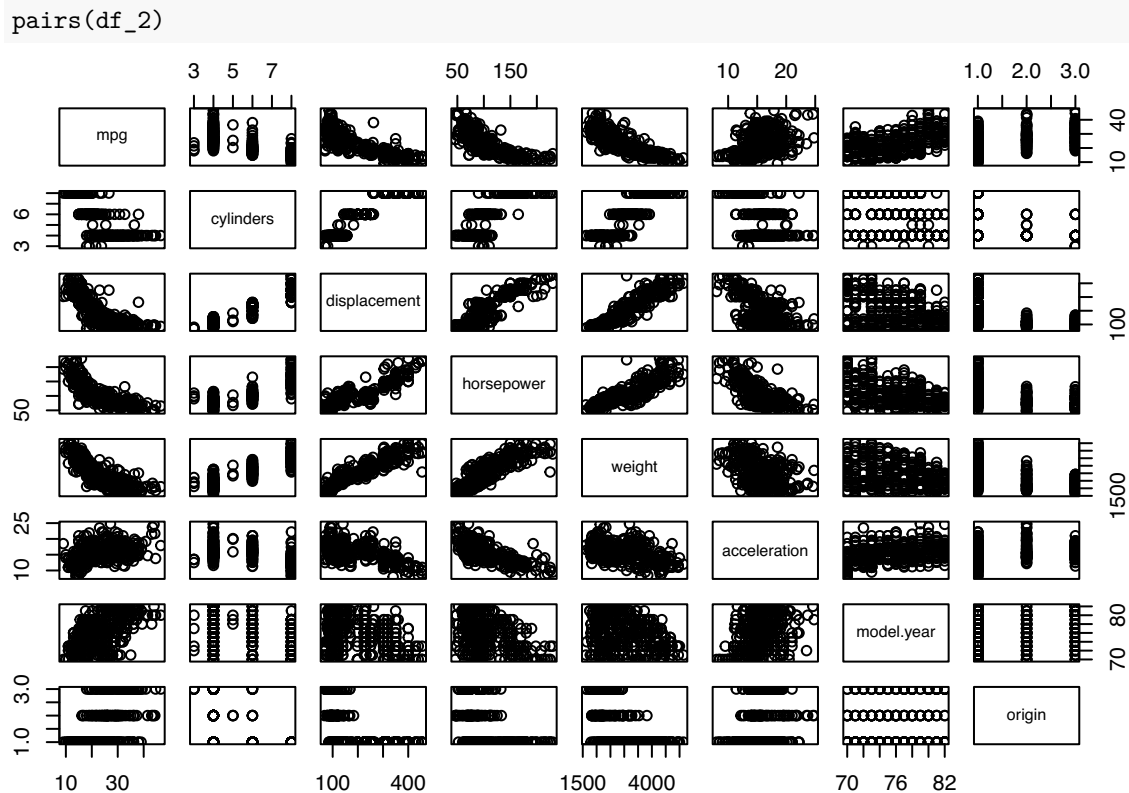 pairs(df_2)
3 5 7
50 150
10 20
1.0 2.0 3.0
mpg
10 40
3 6
cylinders
displacement
100
50
horsepower
weight
1500
10 25
acceleration
model.year
70 80
1.0 3.0
origin
10 30
100 400
1500 4000
70 76 82